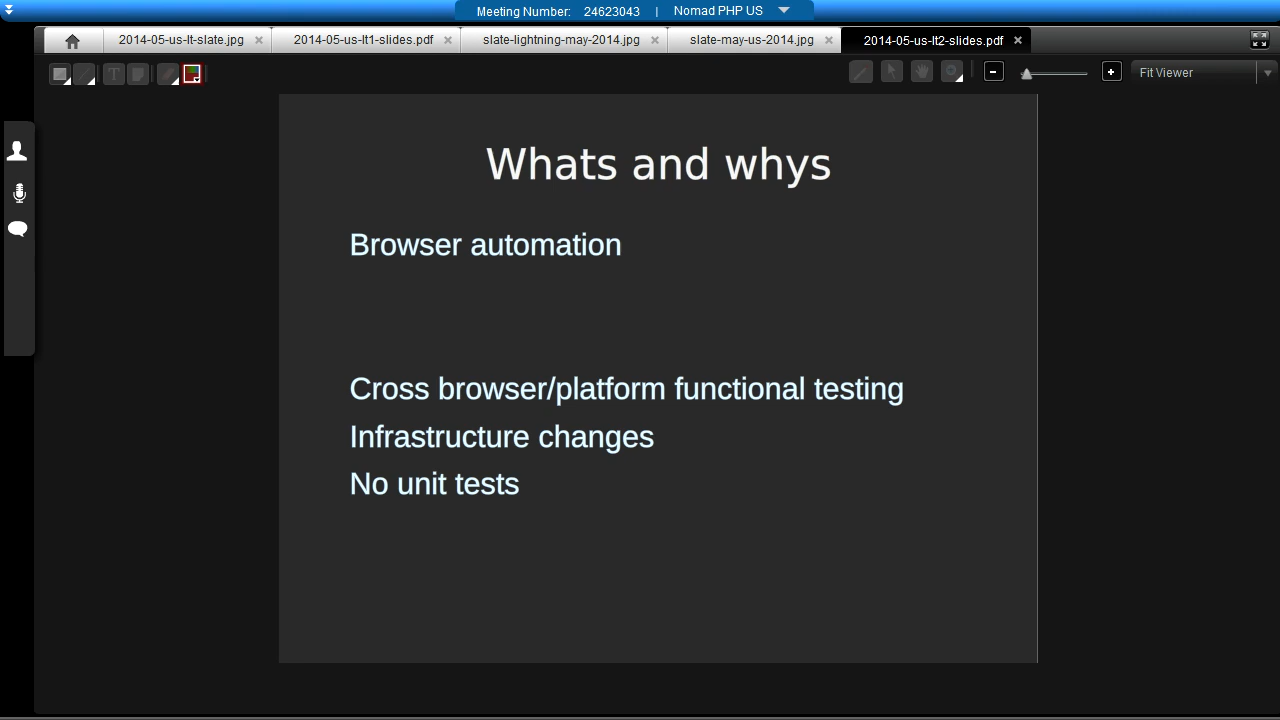 Meeting Number: 24623043 | Nomad PHP US
2014-05-us-lt-slate.jpg 2014-05-us-lt1-slides.pdf slate-lightning-may-2014.jpg slate-may-us-2014.jpg 2014-05-us-lt2-slides.pdf
T Fit Viewer
Whats and whys
Browser automation
Cross browser/platform functional testing
Infrastructure changes
No unit tests